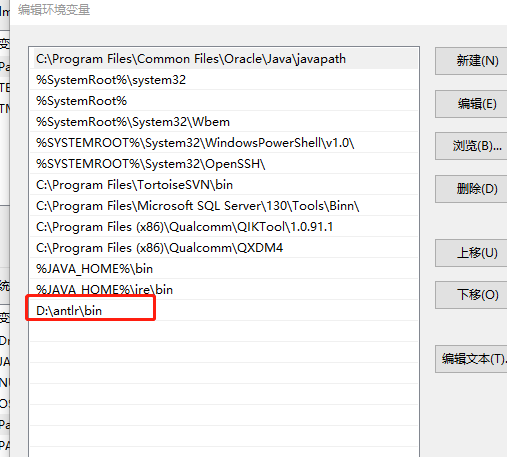 编辑环境变量
C:\Program Files\Common Files\Oracle\Java\javapath
%SystemRoot%\system32
%SystemRoot%
%SystemRoot%\System32\Wbem
%SYSTEMROOT%\System32\WindowsPowerShell\v1.0\
%SYSTEMROOT%\System32\OpenSSH\
C:\Program Files\TortoiseSVN\bin
C:\Program Files\Microsoft SQL Server\130\Tools\Binn\
C:\Program Files (x86)\Qualcomm\QIKTool\1.0.91.1
C:\Program Files (x86)\Qualcomm\QXDM4
%JAVA_HOME%\bin
%JAVA_HOME%\jre\bin
D:\antlr\bin
新建(N)
编辑(E)
浏览(B)...
删除(D)
上移(U)
下移(O)
编辑文本(T).